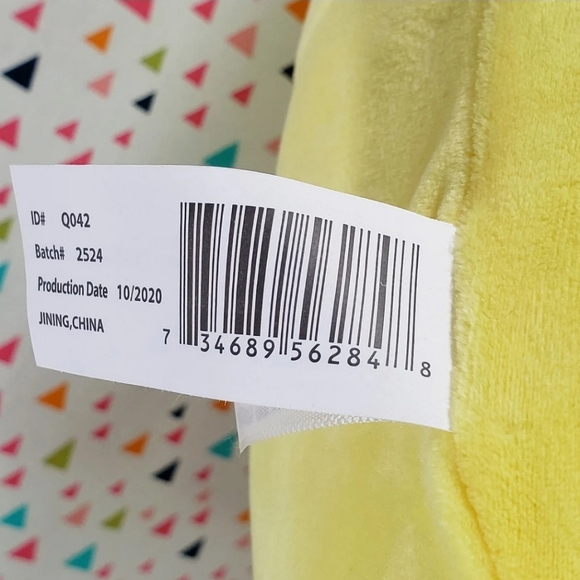 ID# Q042
Batch# 2524
Production Date 10/2020
JINING,CHINA
7 34689 56284 8